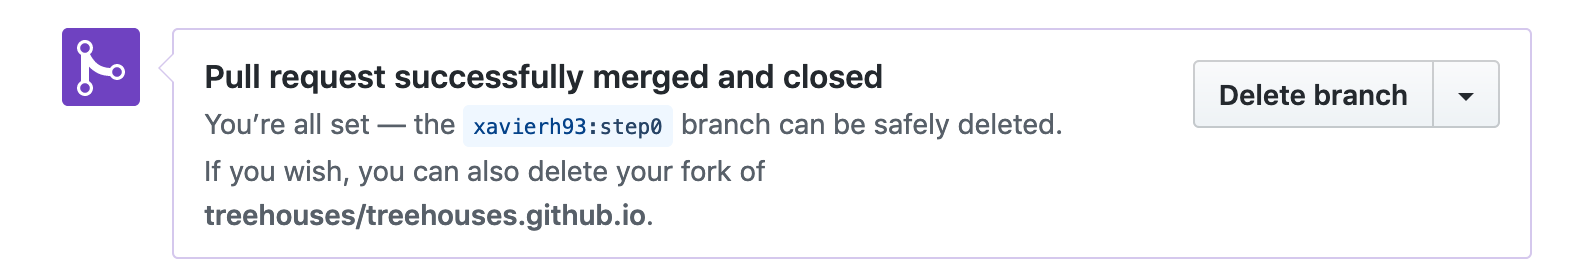 Pull request successfully merged and closed
You’re all set — the xavierh93:step0 branch can be safely deleted.
If you wish, you can also delete your fork of
treehouses/treehouses.github.io.
Delete branch